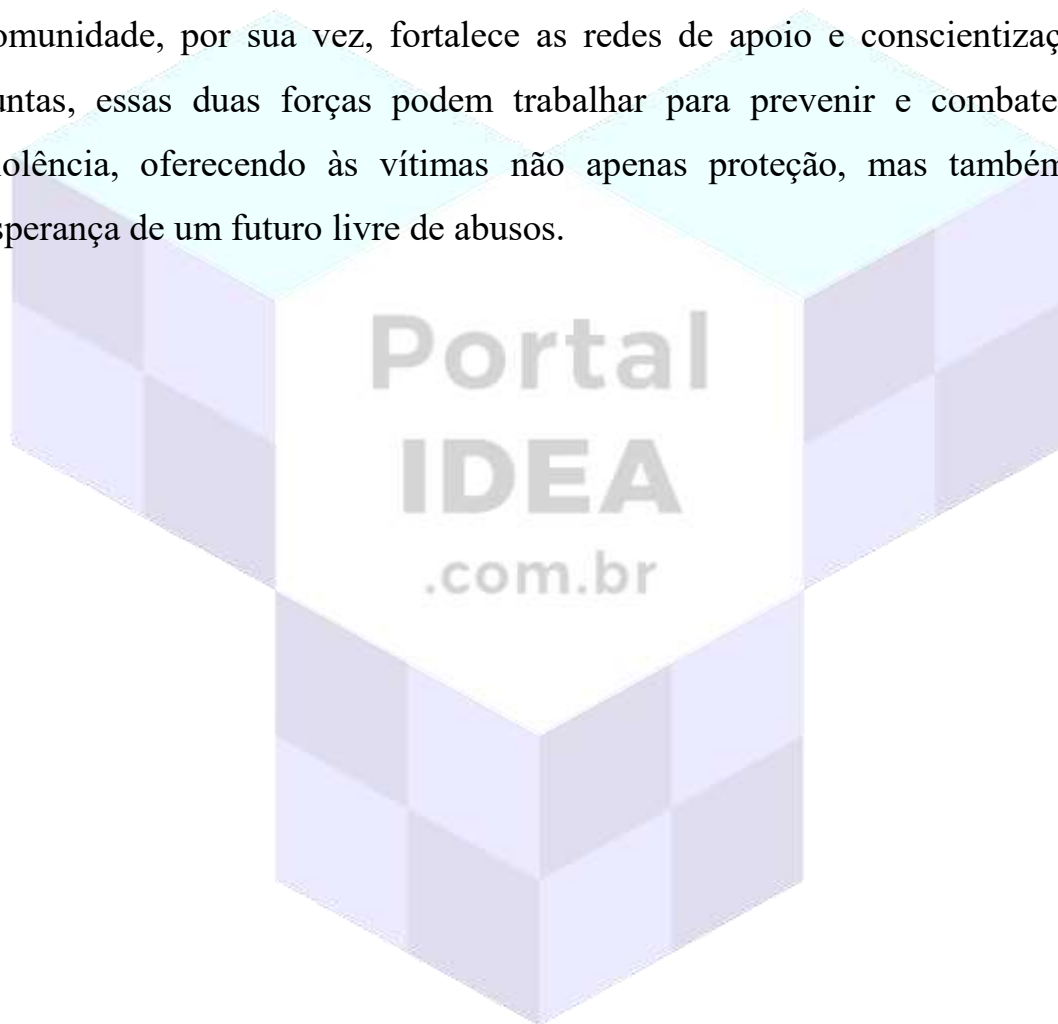 omunidade, por sua vez, fortalece as redes de apoio e conscientizaç
untas, essas duas forças podem trabalhar para prevenir e combate
iolência, oferecendo às vítimas não apenas proteção, mas também
sperança de um futuro livre de abusos.
Portal
IDEA
.com.br